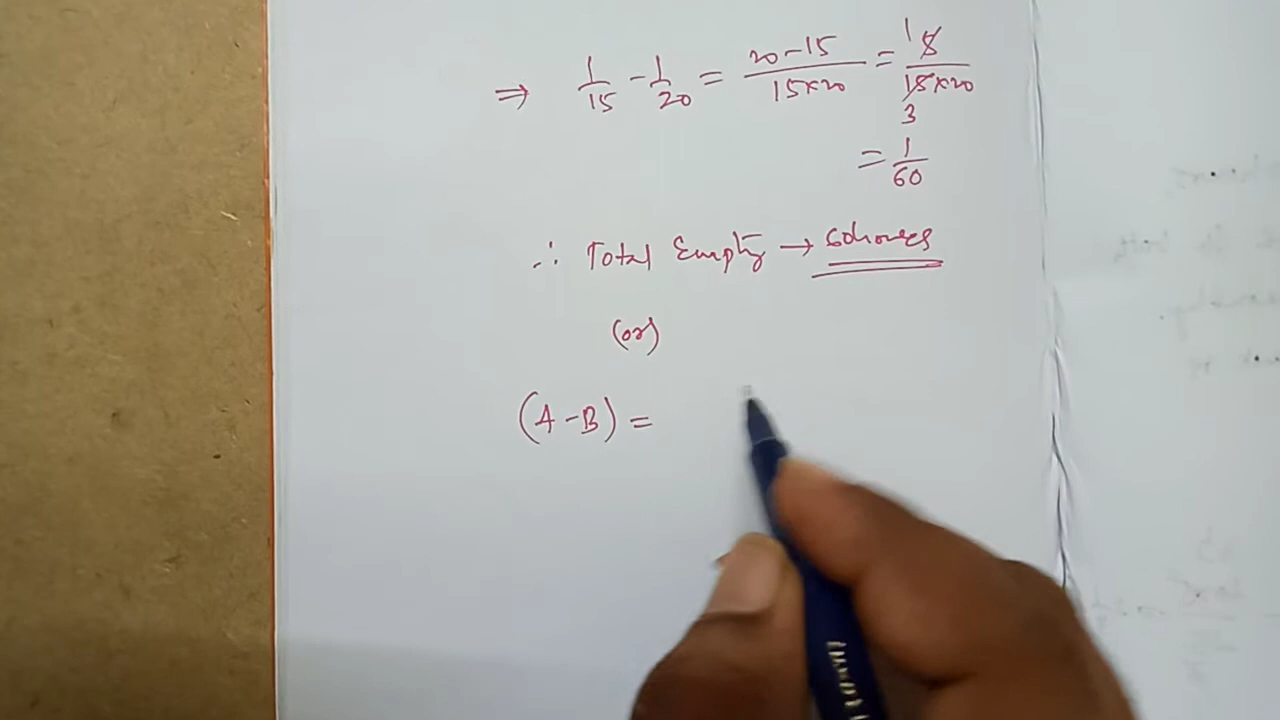 ⇒ 1/15 - 1/20 = 20-15/15×20 = 1 5/15×20 3
= 1/60
∴ Total Empty → 60hours
(or)
(A-B) =